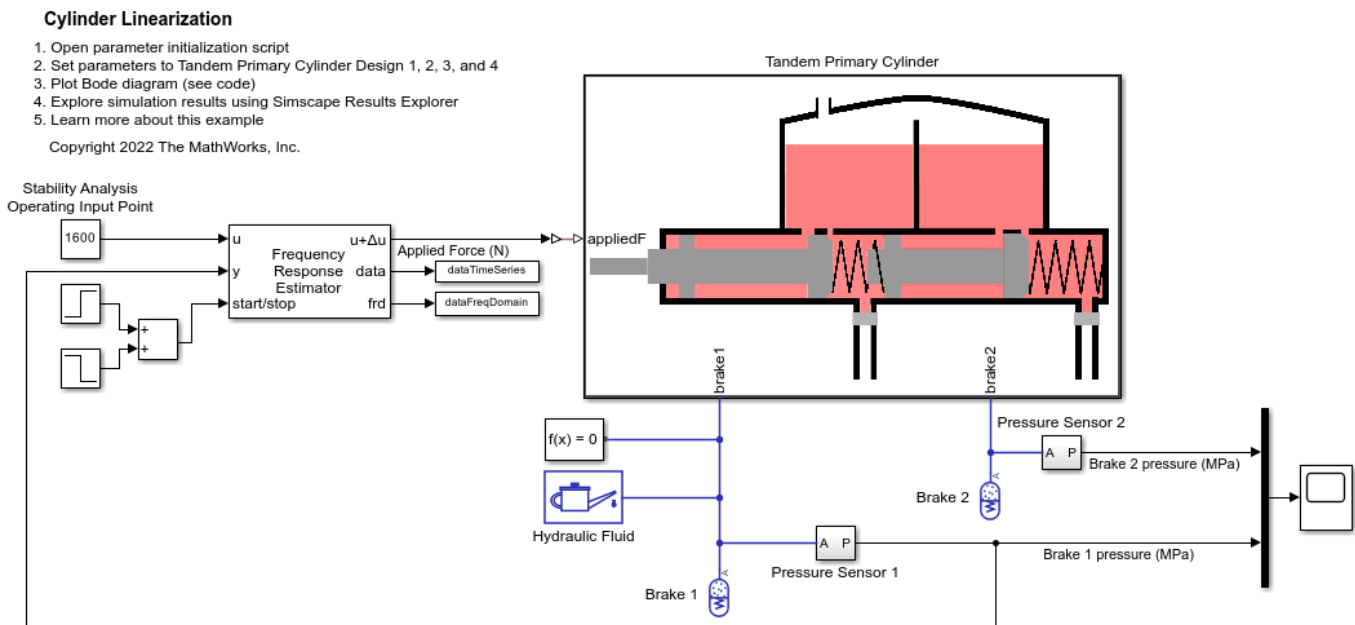 Cylinder Linearization
1. Open parameter initialization script
2. Set parameters to Tandem Primary Cylinder Design 1, 2, 3, and 4
3. Plot Bode diagram (see code)
4. Explore simulation results using Simscape Results Explorer
5. Learn more about this example
Copyright 2022 The MathWorks, Inc.
Tandem Primary Cylinder
Stability Analysis
Operating Input Point
1600
u
y
start/stop
Frequency
Response
Estimator
u+Δu
data
frd
Applied Force (N)
dataTimeSeries
dataFreqDomain
appliedF
brake1
brake2
f(x) = 0
Hydraulic Fluid
Pressure Sensor 2
A P
Brake 2 pressure (MPa)
A
Brake 2
A P
Pressure Sensor 1
Brake 1 pressure (MPa)
A
Brake 1
+
+